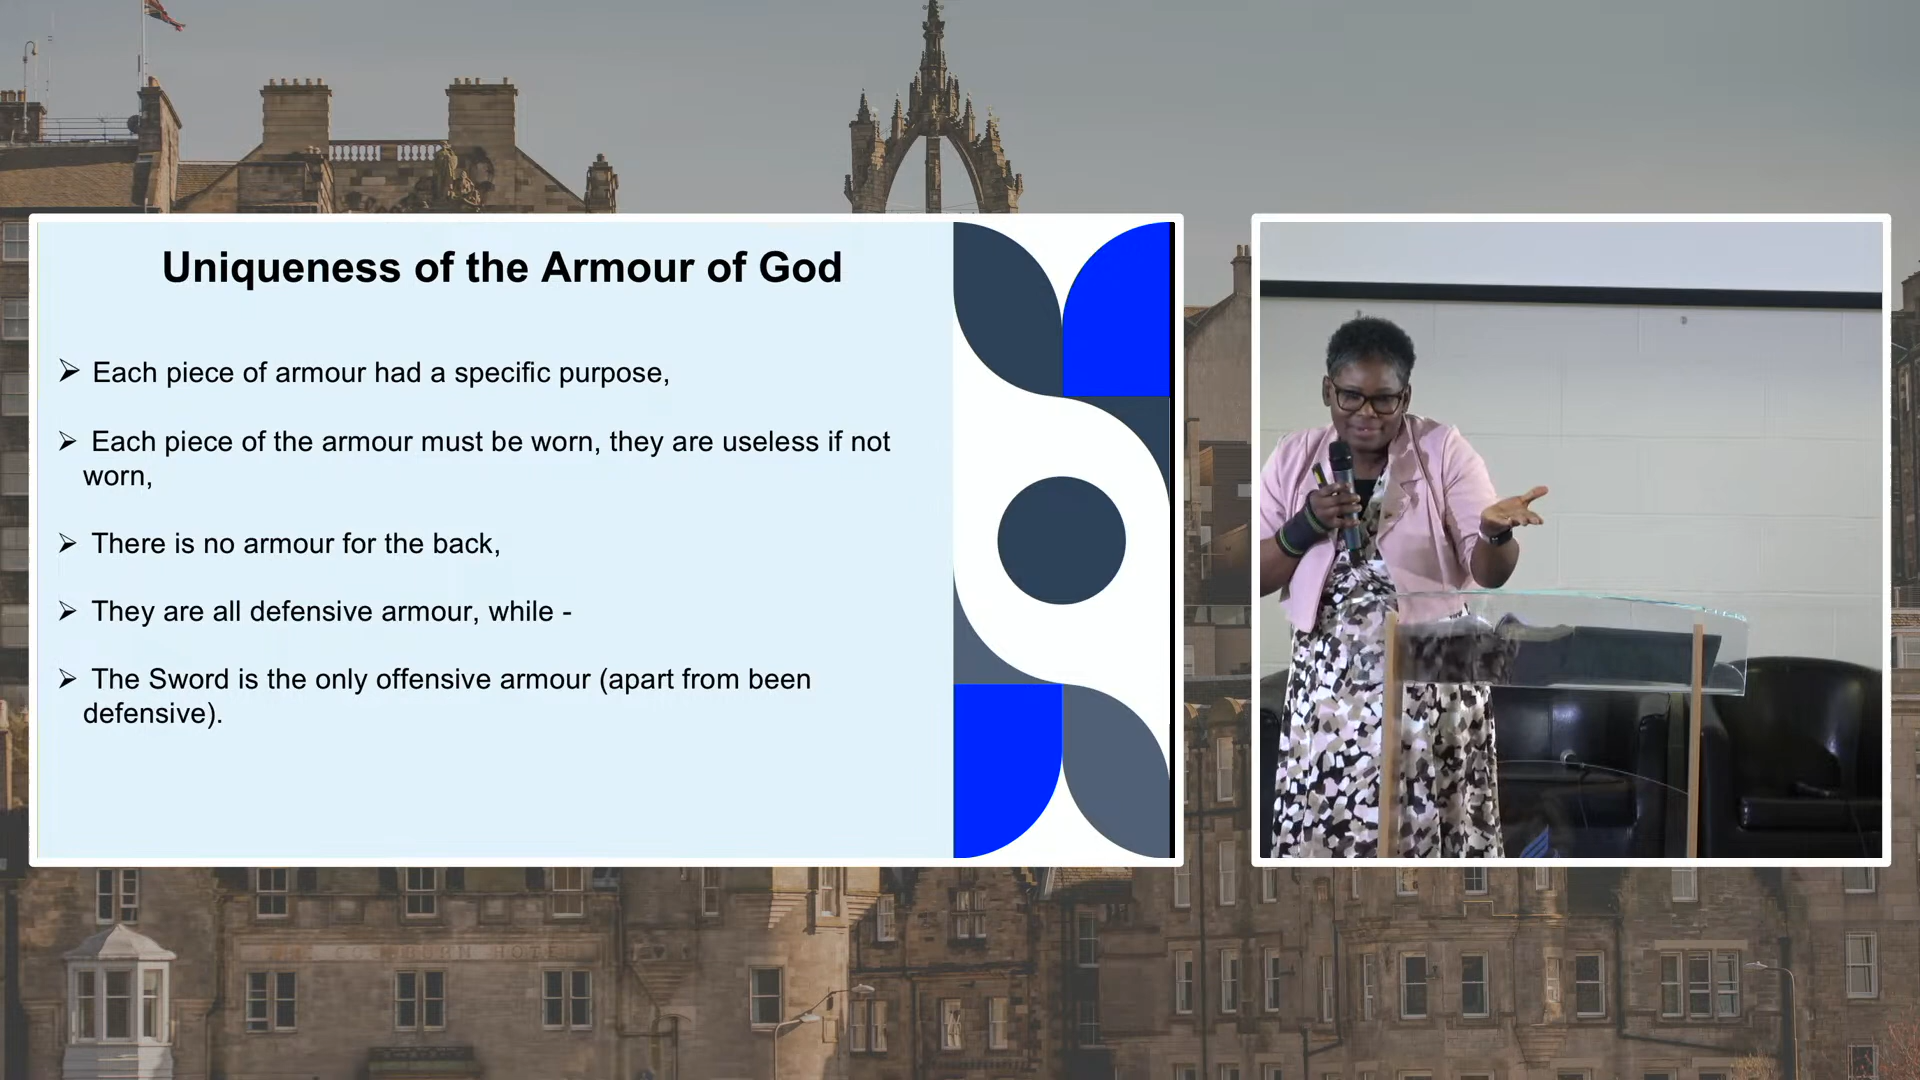 Uniqueness of the Armour of God
➢ Each piece of armour had a specific purpose,
➢ Each piece of the armour must be worn, they are useless if not
worn,
➢ There is no armour for the back,
➢ They are all defensive armour, while -
➢ The Sword is the only offensive armour (apart from been
defensive).